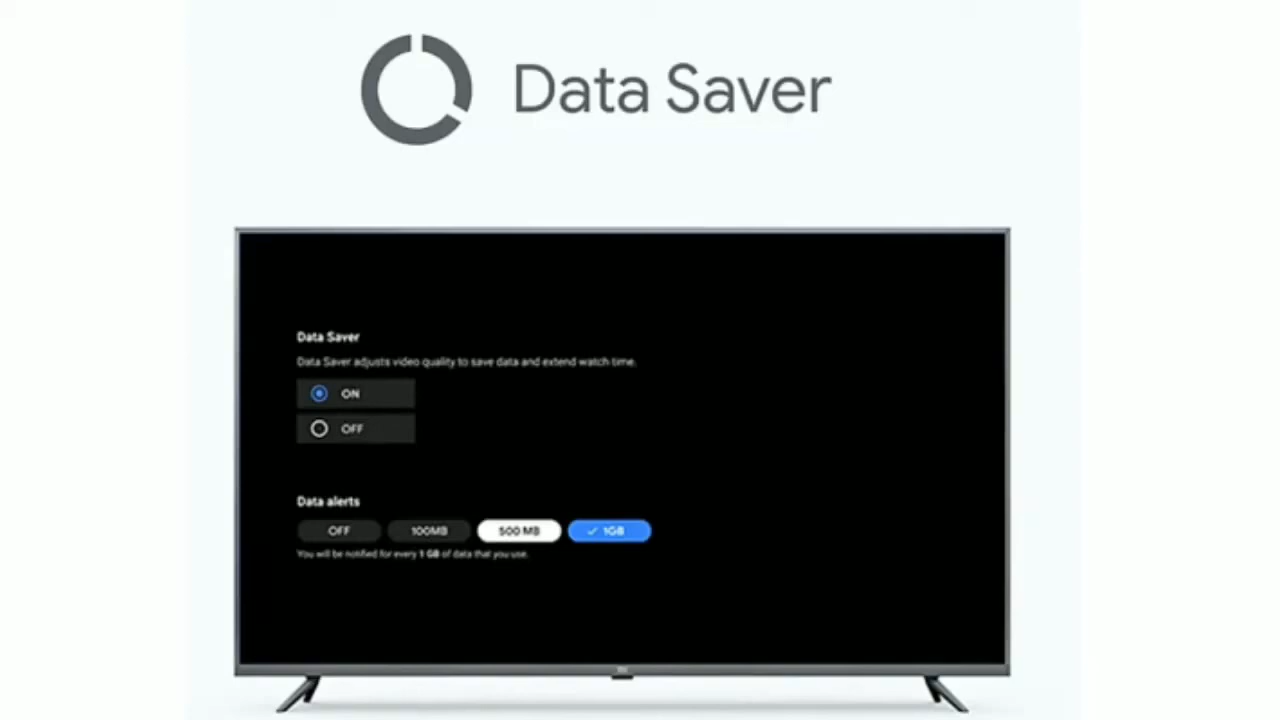 Data Saver
Data Saver
Data Saver adjusts video quality to save data and extend watch time.
ON
OFF
Data alerts
OFF 100MB 500 MB 1GB
You will be notified for every 1 GB of data that you use.